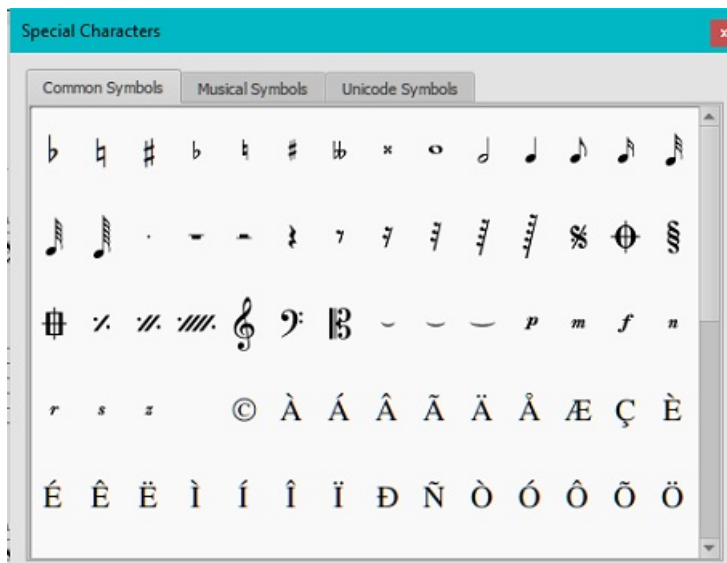 Special Characters x
Common Symbols Musical Symbols Unicode Symbols
♭ ♮ ♯ ♭ ♮ ♯ 𝄫 𝄪 𝅝 𝅗𝅥 𝅘𝅥 𝅘𝅥𝅮 𝅘𝅥𝅯 𝅘𝅥𝅰
𝅘𝅥𝅱 𝅘𝅥𝅲 · 𝄻 𝄼 𝄽 𝄾 𝄿 𝅀 𝅁 𝅂 𝄋 𝄌 §
𝄎 𝄏 𝄞 𝄢 𝄡 p m f n
r s z © À Á Â Ã Ä Å Æ Ç È
É Ê Ë Ì Í Î Ï Ð Ñ Ò Ó Ô Õ Ö